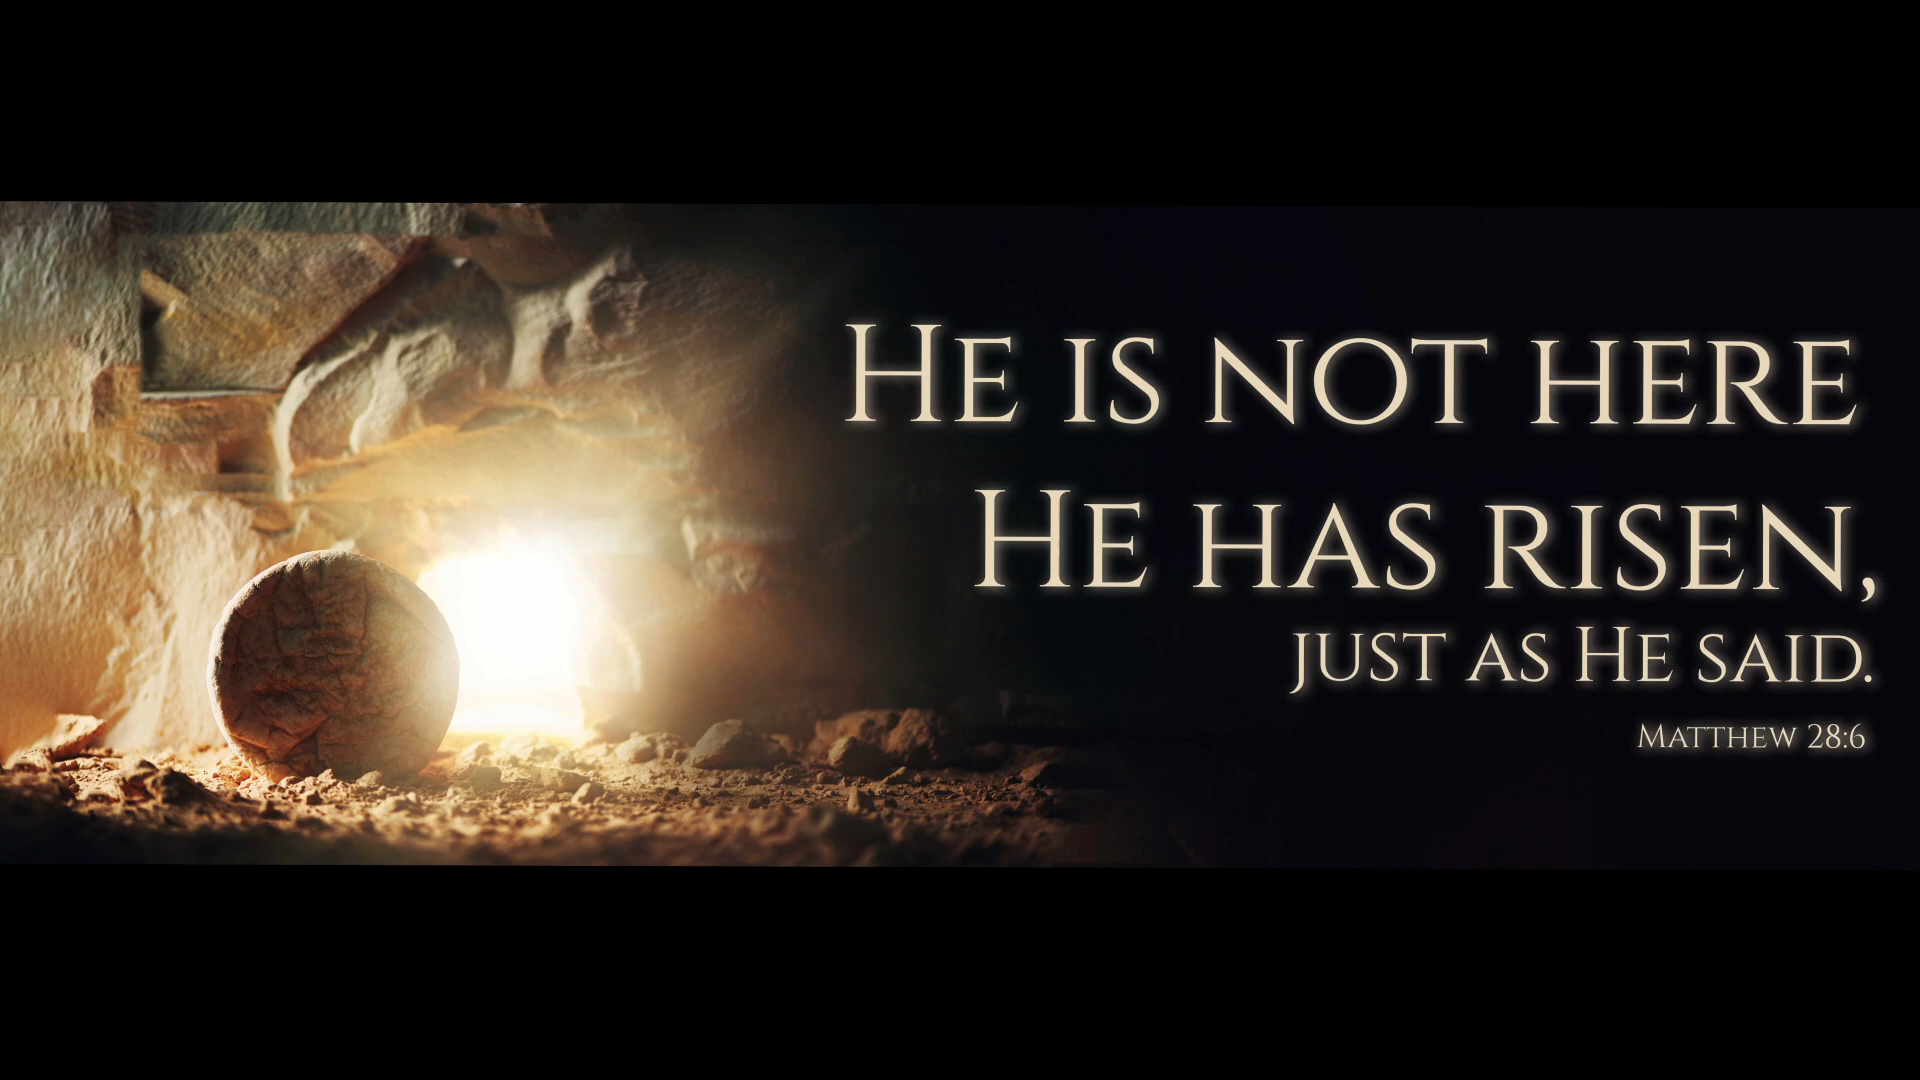 He is not here
He has risen,
just as He said.
Matthew 28:6